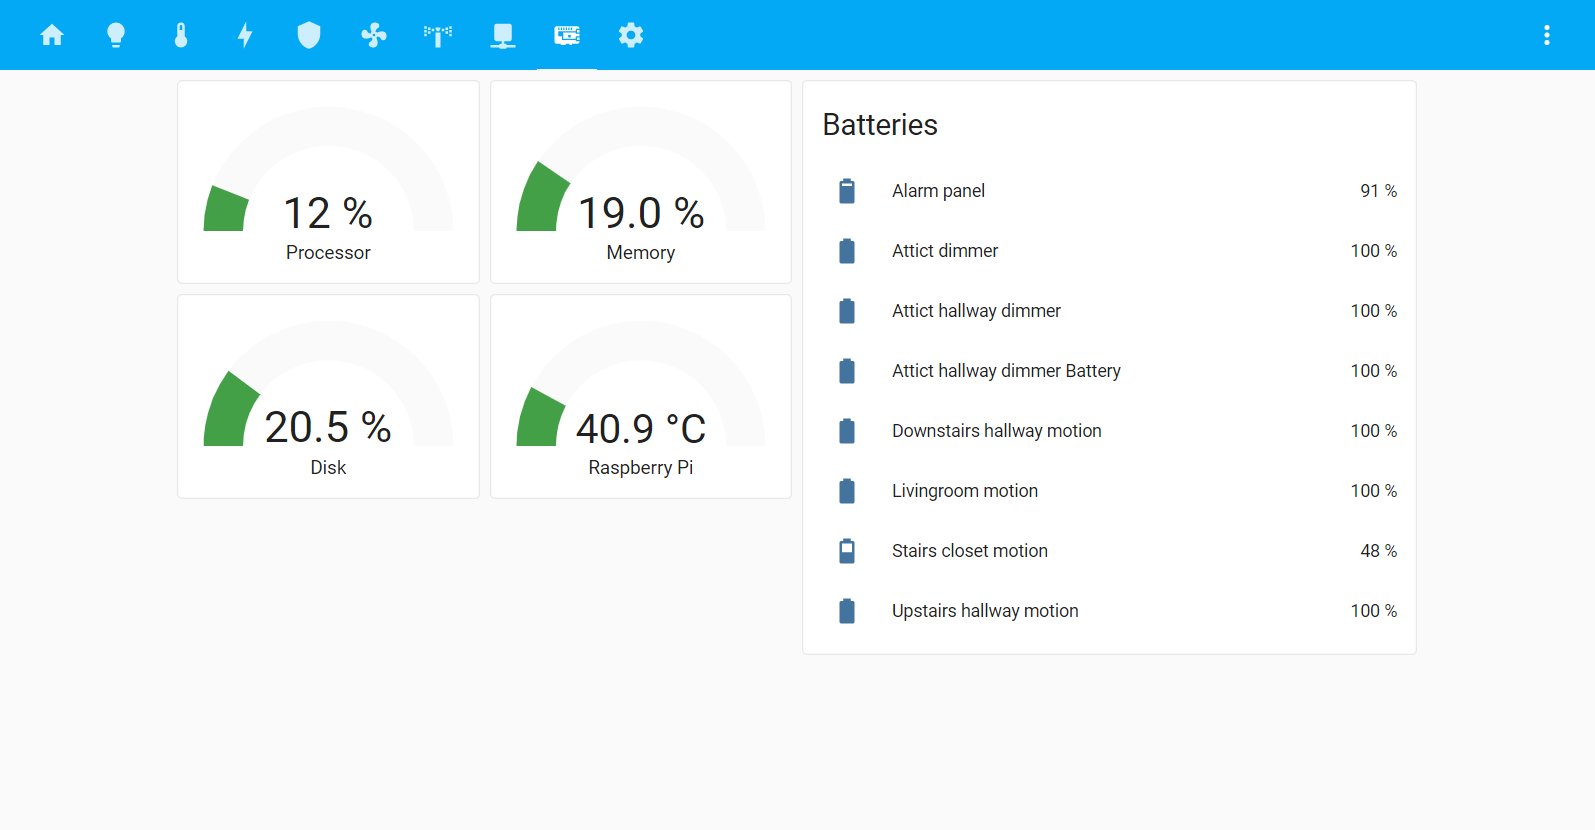 12 %
Processor
19.0 %
Memory
20.5 %
Disk
40.9 °C
Raspberry Pi
Batteries
Alarm panel 91 %
Attict dimmer 100 %
Attict hallway dimmer 100 %
Attict hallway dimmer Battery 100 %
Downstairs hallway motion 100 %
Livingroom motion 100 %
Stairs closet motion 48 %
Upstairs hallway motion 100 %